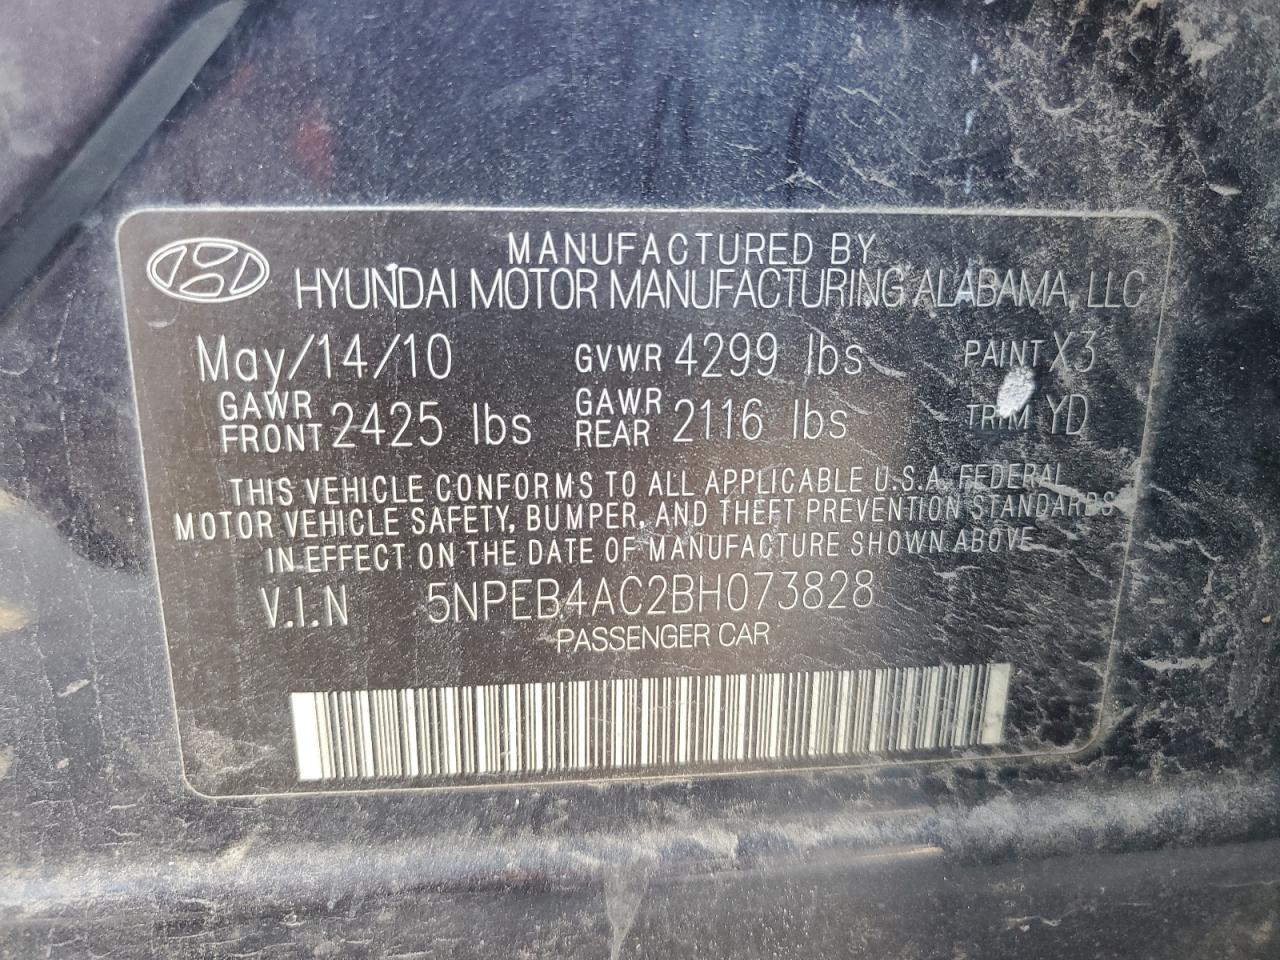 MANUFACTURED BY
HYUNDAI MOTOR MANUFACTURING ALABAMA, LLC
May/14/10 GVWR 4299 lbs PAINT X3
GAWR FRONT 2425 lbs GAWR REAR 2116 lbs TRIM YD
THIS VEHICLE CONFORMS TO ALL APPLICABLE U.S.A. FEDERAL
MOTOR VEHICLE SAFETY, BUMPER, AND THEFT PREVENTION STANDARDS
IN EFFECT ON THE DATE OF MANUFACTURE SHOWN ABOVE
V.I.N 5NPEB4AC2BH073828
PASSENGER CAR